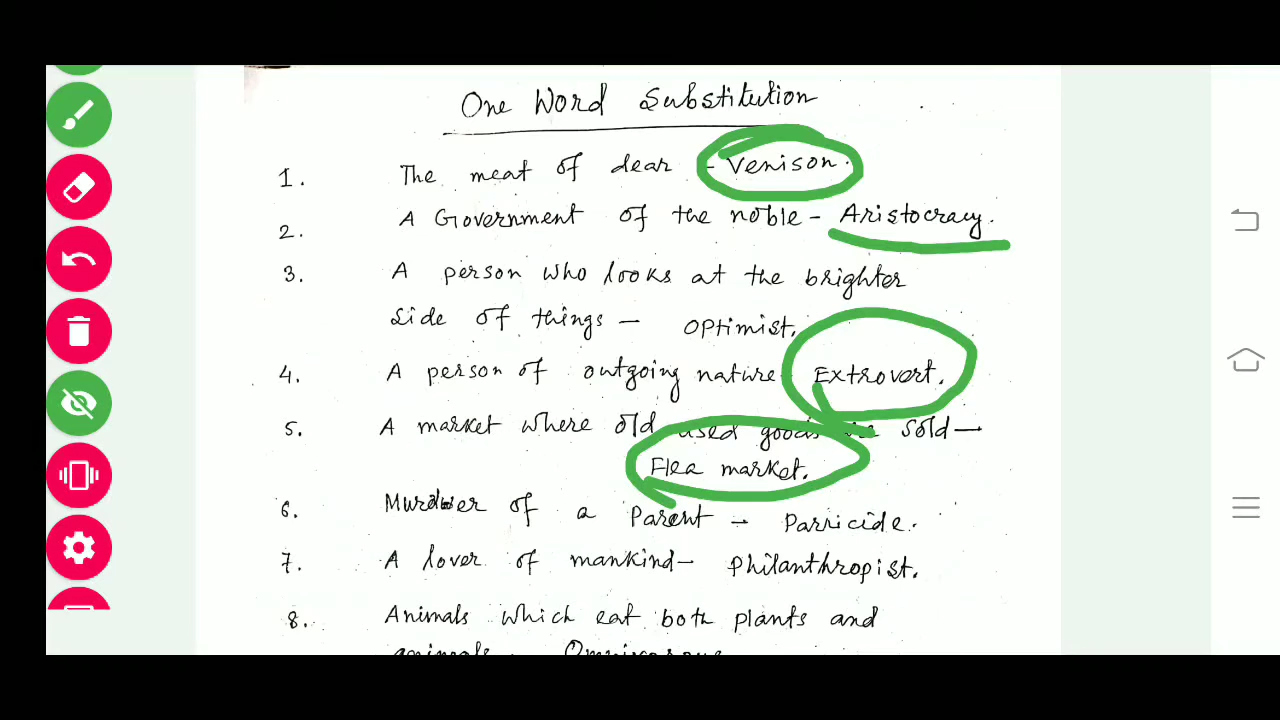 One Word Substitution
1. The meat of dear - Venison.
2. A Government of the noble - Aristocracy.
3. A person who looks at the brighter
side of things - Optimist.
4. A person of outgoing nature - Extrovert.
5. A market where old used goods are sold -
Flea market.
6. Murder of a Parent - Parricide.
7. A lover of mankind - Philanthropist.
8. Animals which eat both plants and
animals. Omnivorous